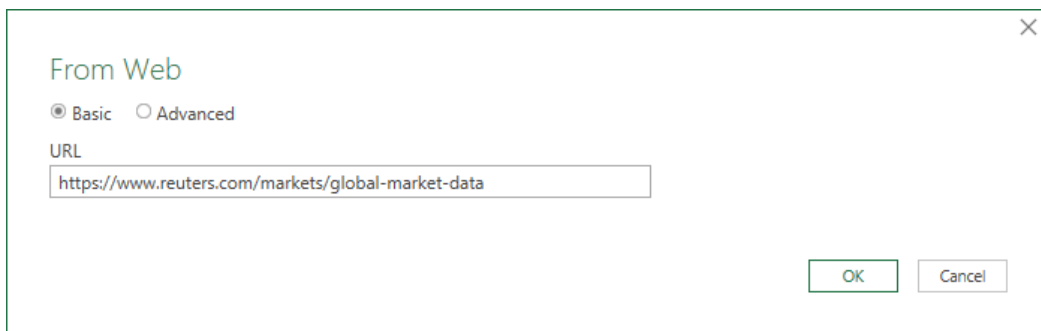 From Web
Basic Advanced
URL
https://www.reuters.com/markets/global-market-data
OK Cancel